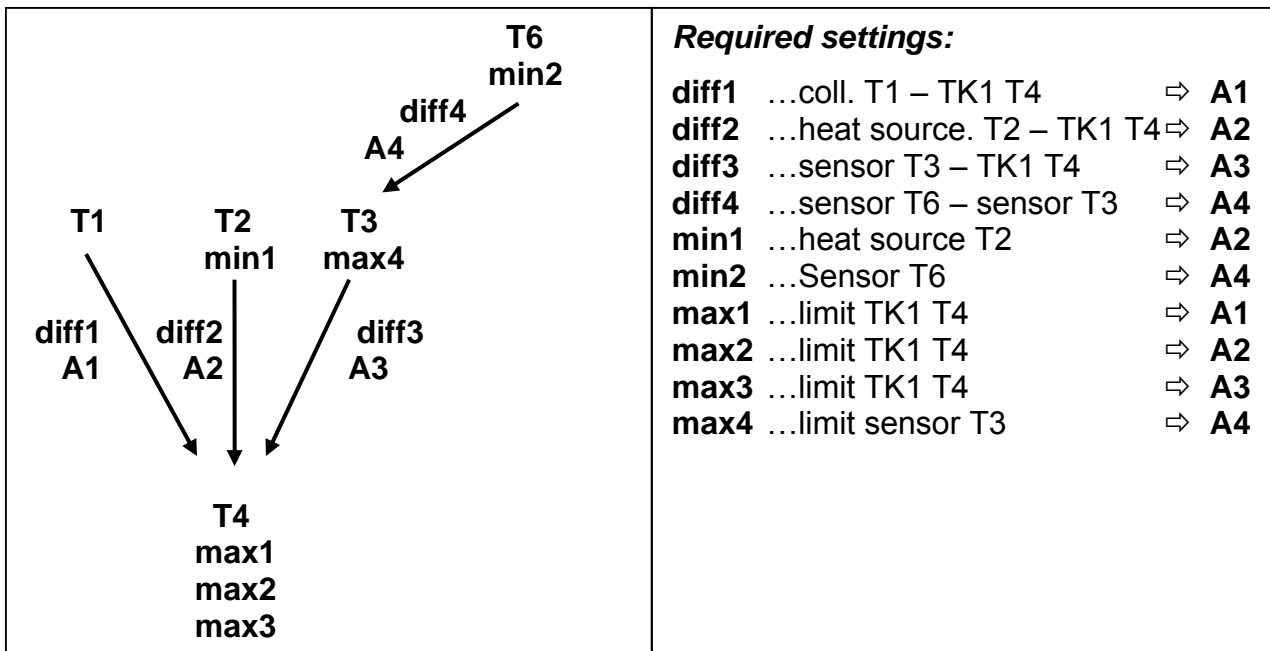 T6
min2
diff4
A4
T1 T2 T3
min1 max4
diff1 diff2 diff3
A1 A2 A3
T4
max1
max2
max3
Required settings:
diff1 …coll. T1 – TK1 T4 ⇨ A1
diff2 …heat source. T2 – TK1 T4 ⇨ A2
diff3 …sensor T3 – TK1 T4 ⇨ A3
diff4 …sensor T6 – sensor T3 ⇨ A4
min1 …heat source T2 ⇨ A2
min2 …Sensor T6 ⇨ A4
max1 …limit TK1 T4 ⇨ A1
max2 …limit TK1 T4 ⇨ A2
max3 …limit TK1 T4 ⇨ A3
max4 …limit sensor T3 ⇨ A4